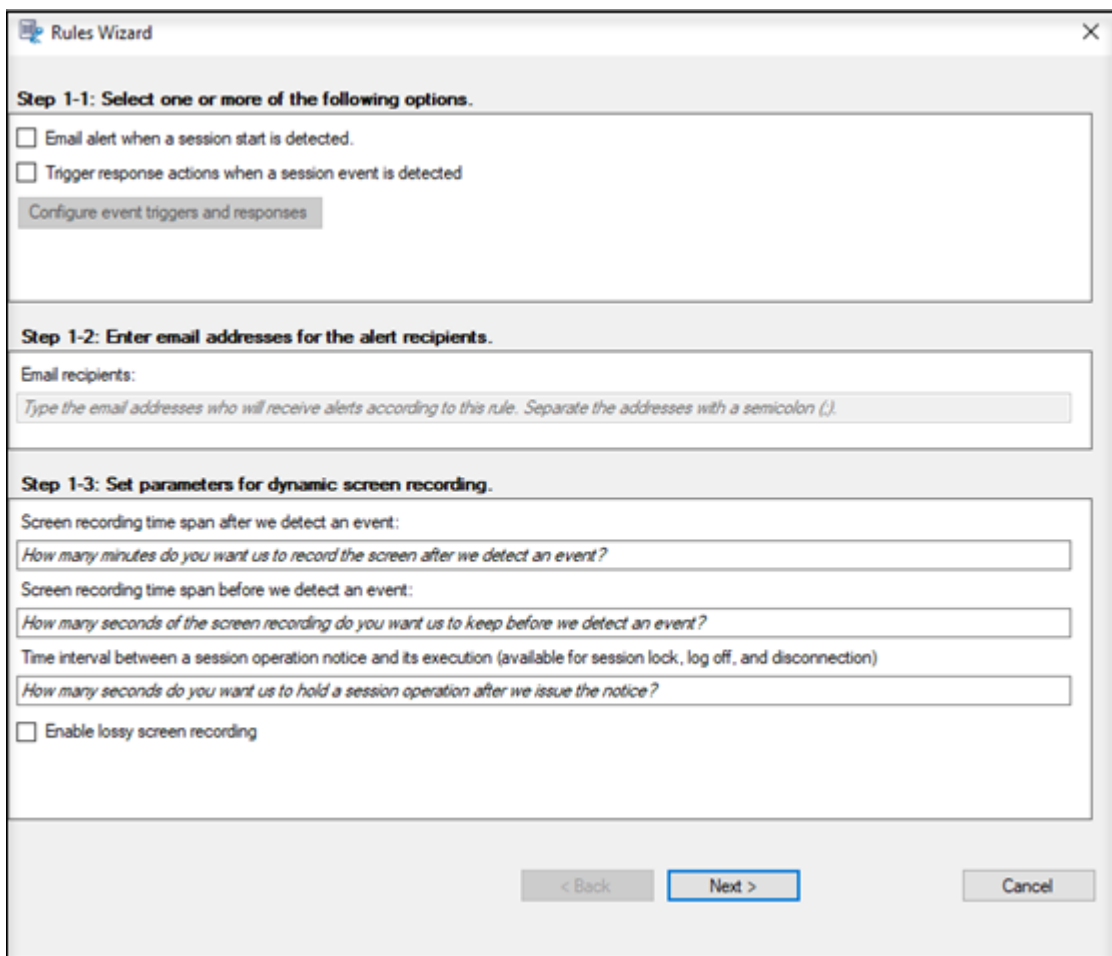 Rules Wizard
Step 1-1: Select one or more of the following options.
Email alert when a session start is detected.
Trigger response actions when a session event is detected
Configure event triggers and responses
Step 1-2: Enter email addresses for the alert recipients.
Email recipients:
Type the email addresses who will receive alerts according to this rule. Separate the addresses with a semicolon (;).
Step 1-3: Set parameters for dynamic screen recording.
Screen recording time span after we detect an event:
How many minutes do you want us to record the screen after we detect an event?
Screen recording time span before we detect an event:
How many seconds of the screen recording do you want us to keep before we detect an event?
Time interval between a session operation notice and its execution (available for session lock, log off, and disconnection)
How many seconds do you want us to hold a session operation after we issue the notice?
Enable lossy screen recording
< Back Next > Cancel